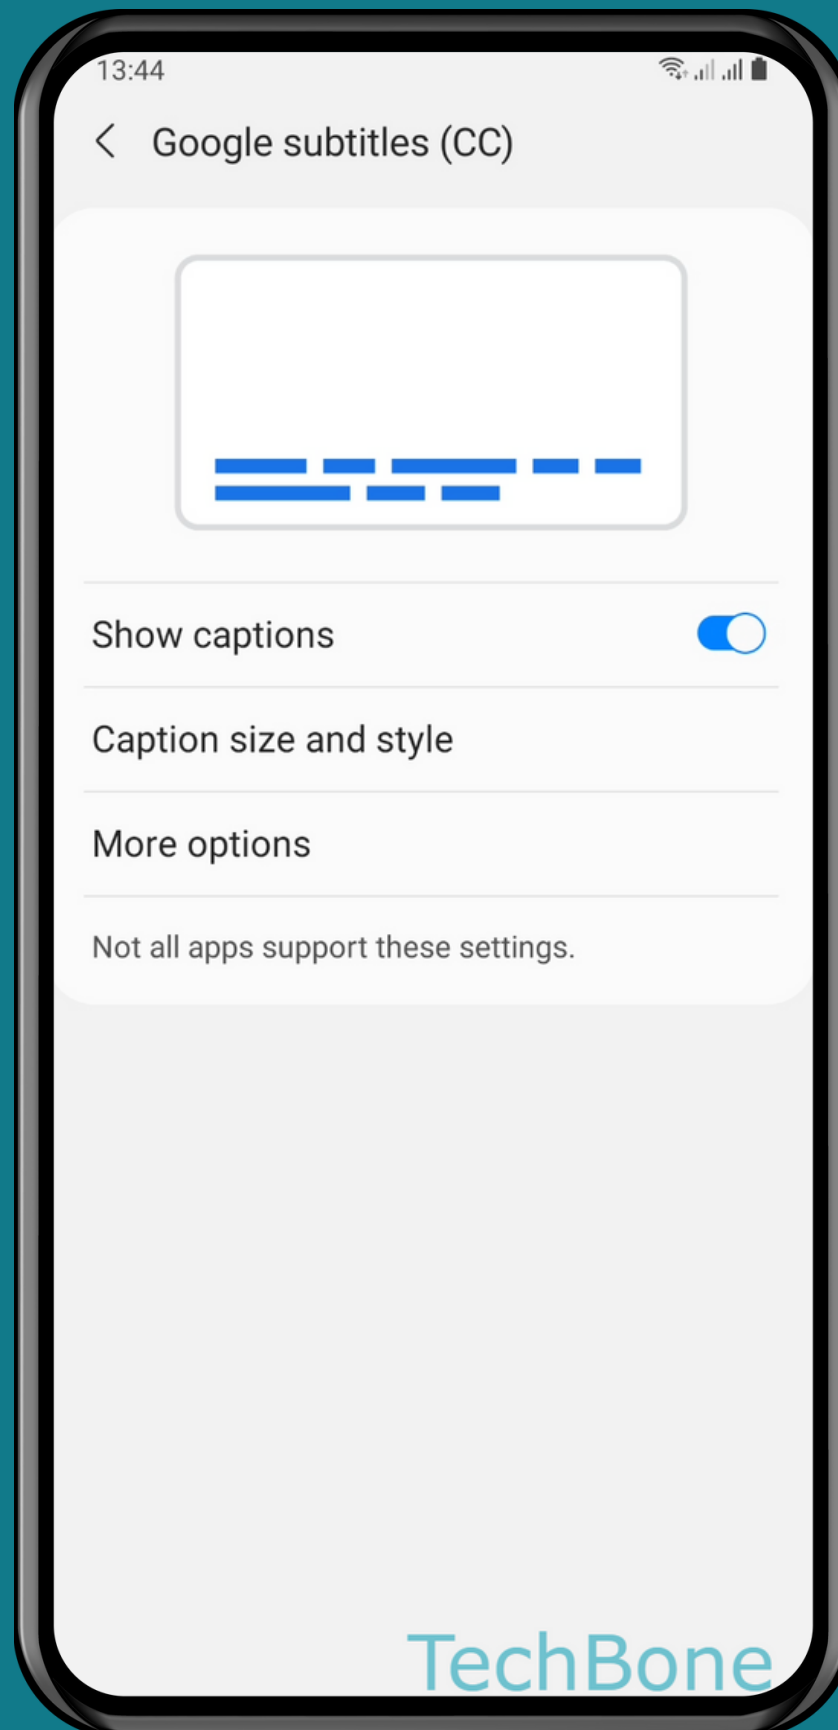 13:44
Google subtitles (CC)
Show captions
Caption size and style
More options
Not all apps support these settings.
TechBone